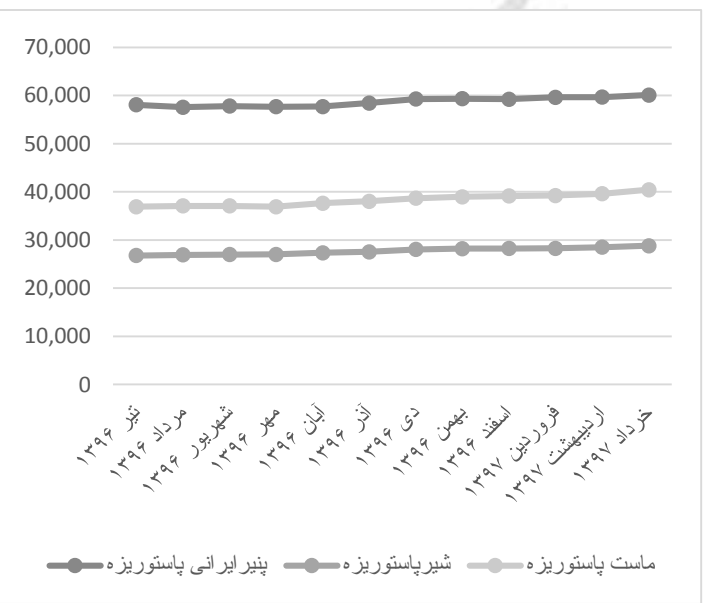 70,000
60,000
50,000
40,000
30,000
20,000
10,000
0
تیر ۱۳۹۶
مرداد ۱۳۹۶
شهریور ۱۳۹۶
مهر ۱۳۹۶
آبان ۱۳۹۶
آذر ۱۳۹۶
دی ۱۳۹۶
بهمن ۱۳۹۶
اسفند ۱۳۹۶
فروردین ۱۳۹۷
اردیبهشت ۱۳۹۷
خرداد ۱۳۹۷
ماست پاستوریزه شیرپاستوریزه پنیرایرانی پاستوریزه